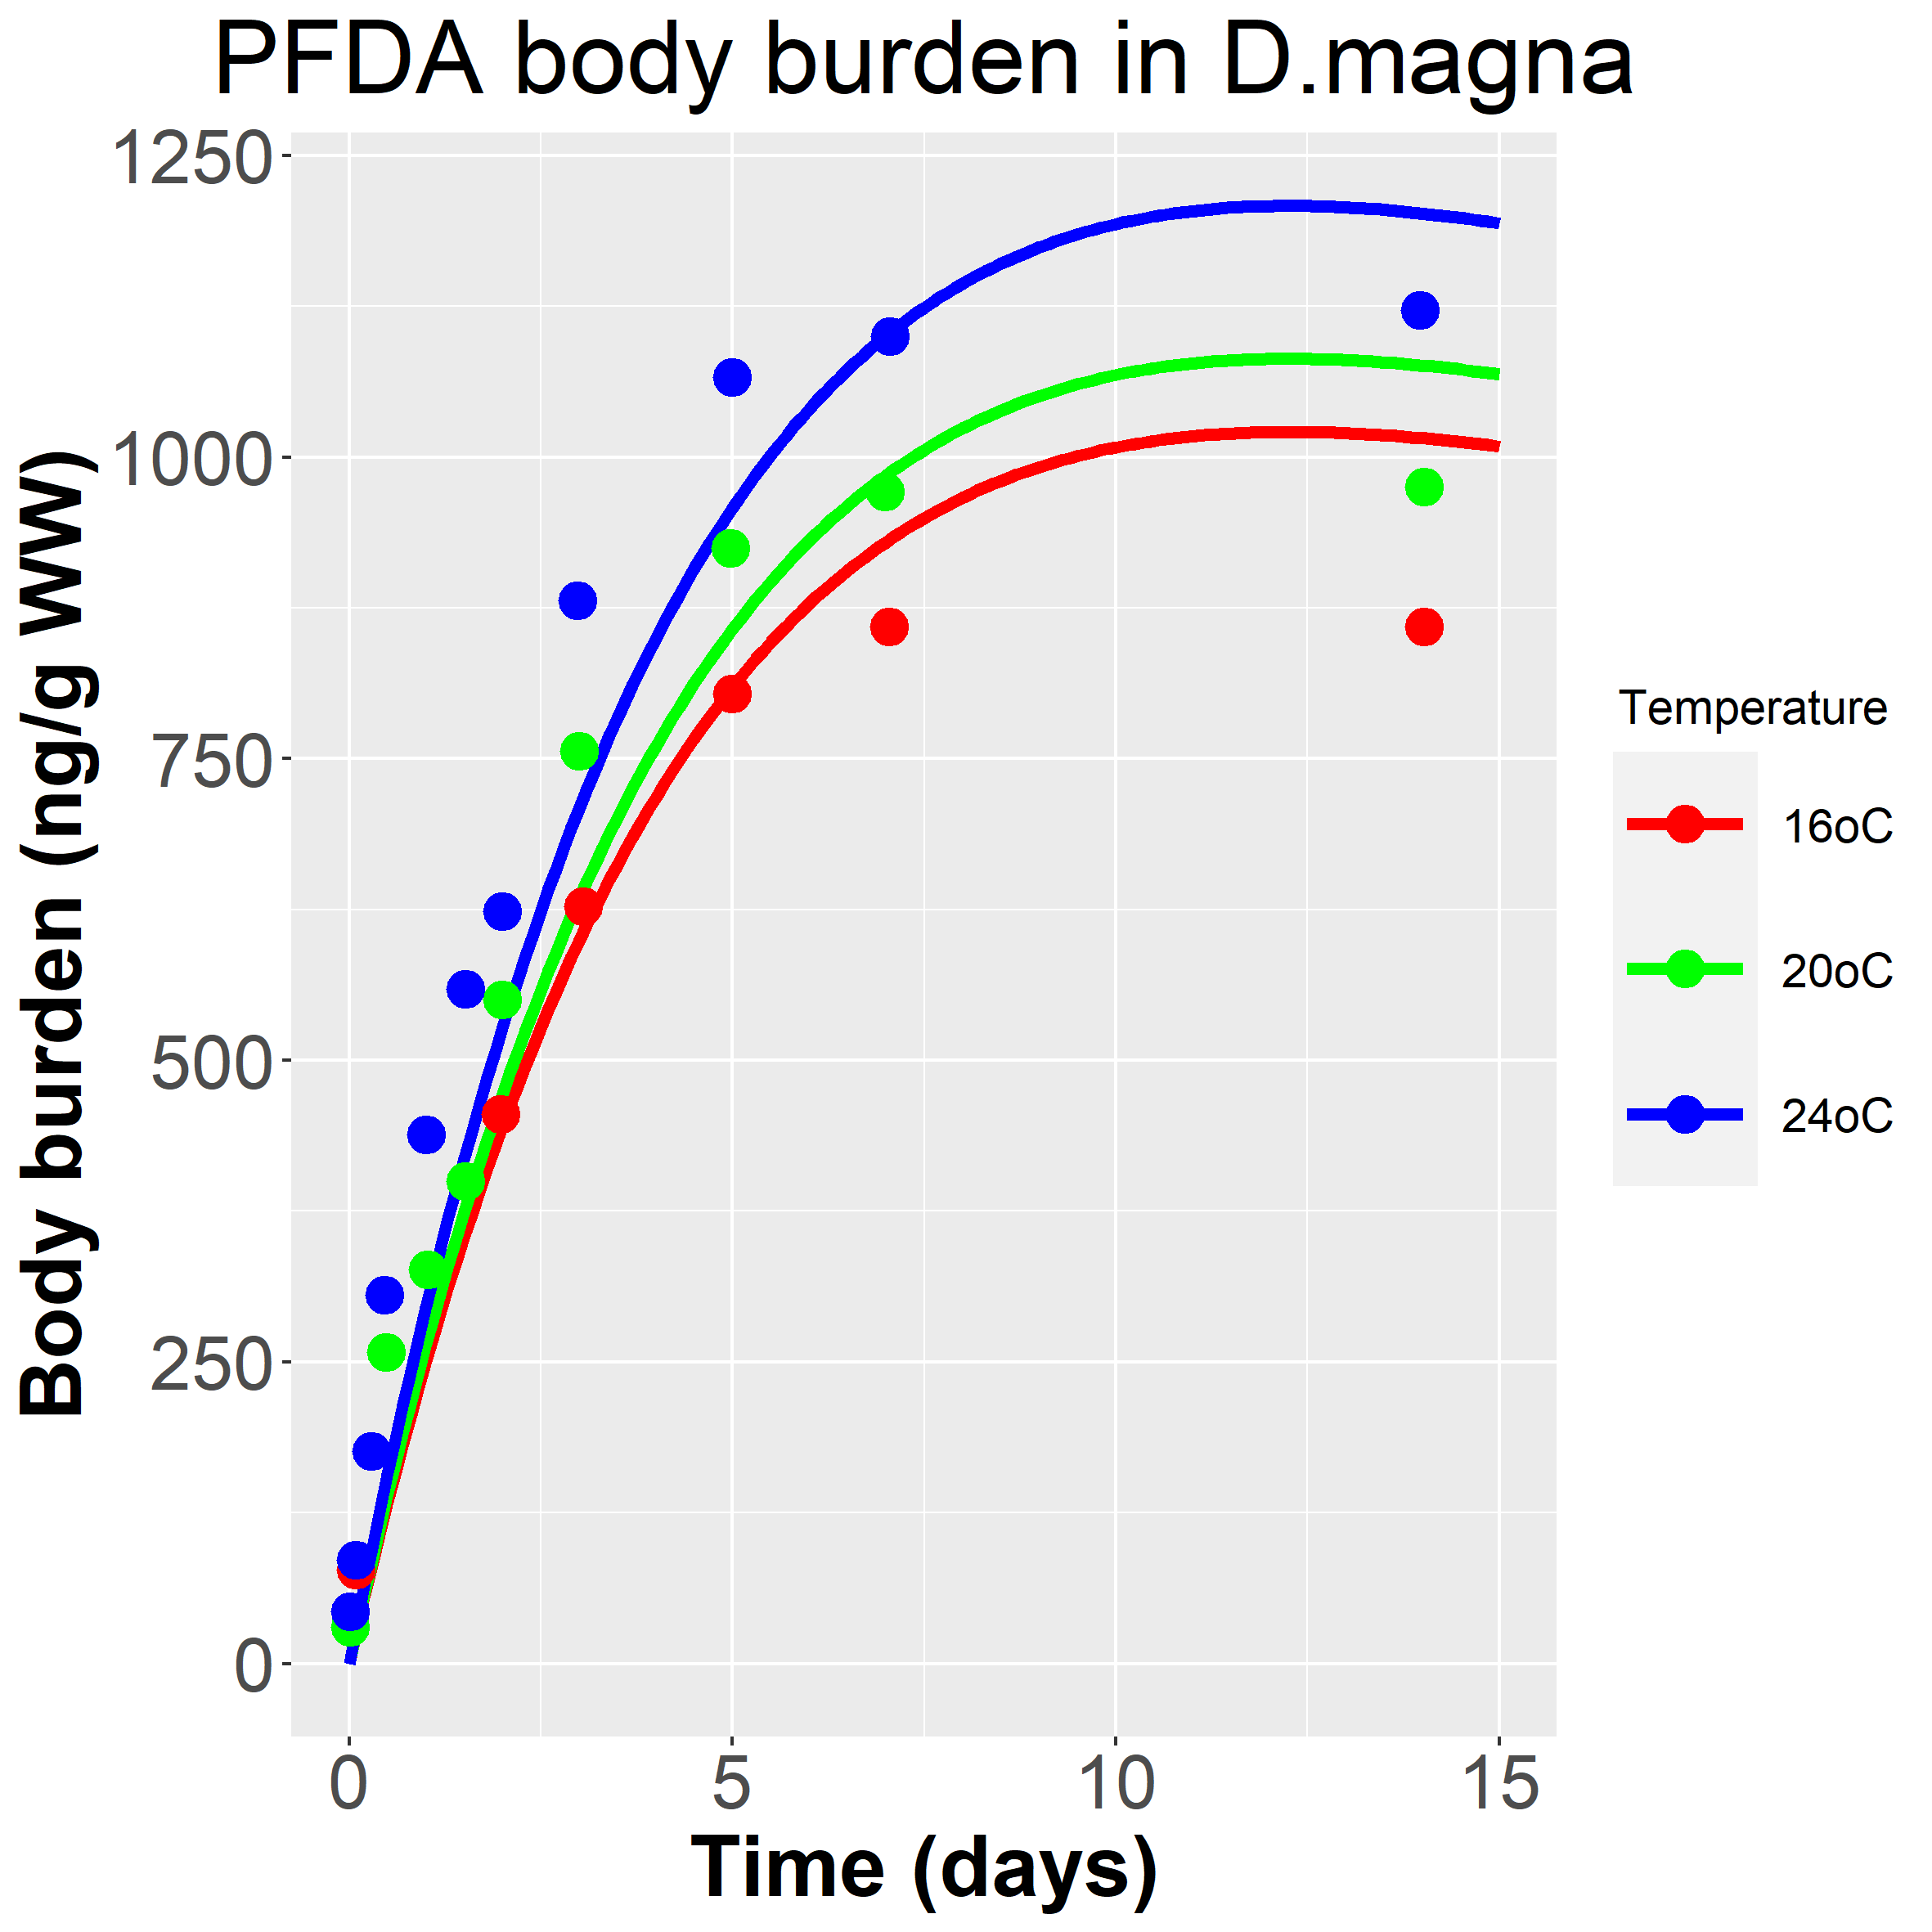 PFDA body burden in D.magna
Body burden (ng/g WW)
1250
1000
750
500
250
0
0 5 10 15
Time (days)
Temperature
16oC
20oC
24oC